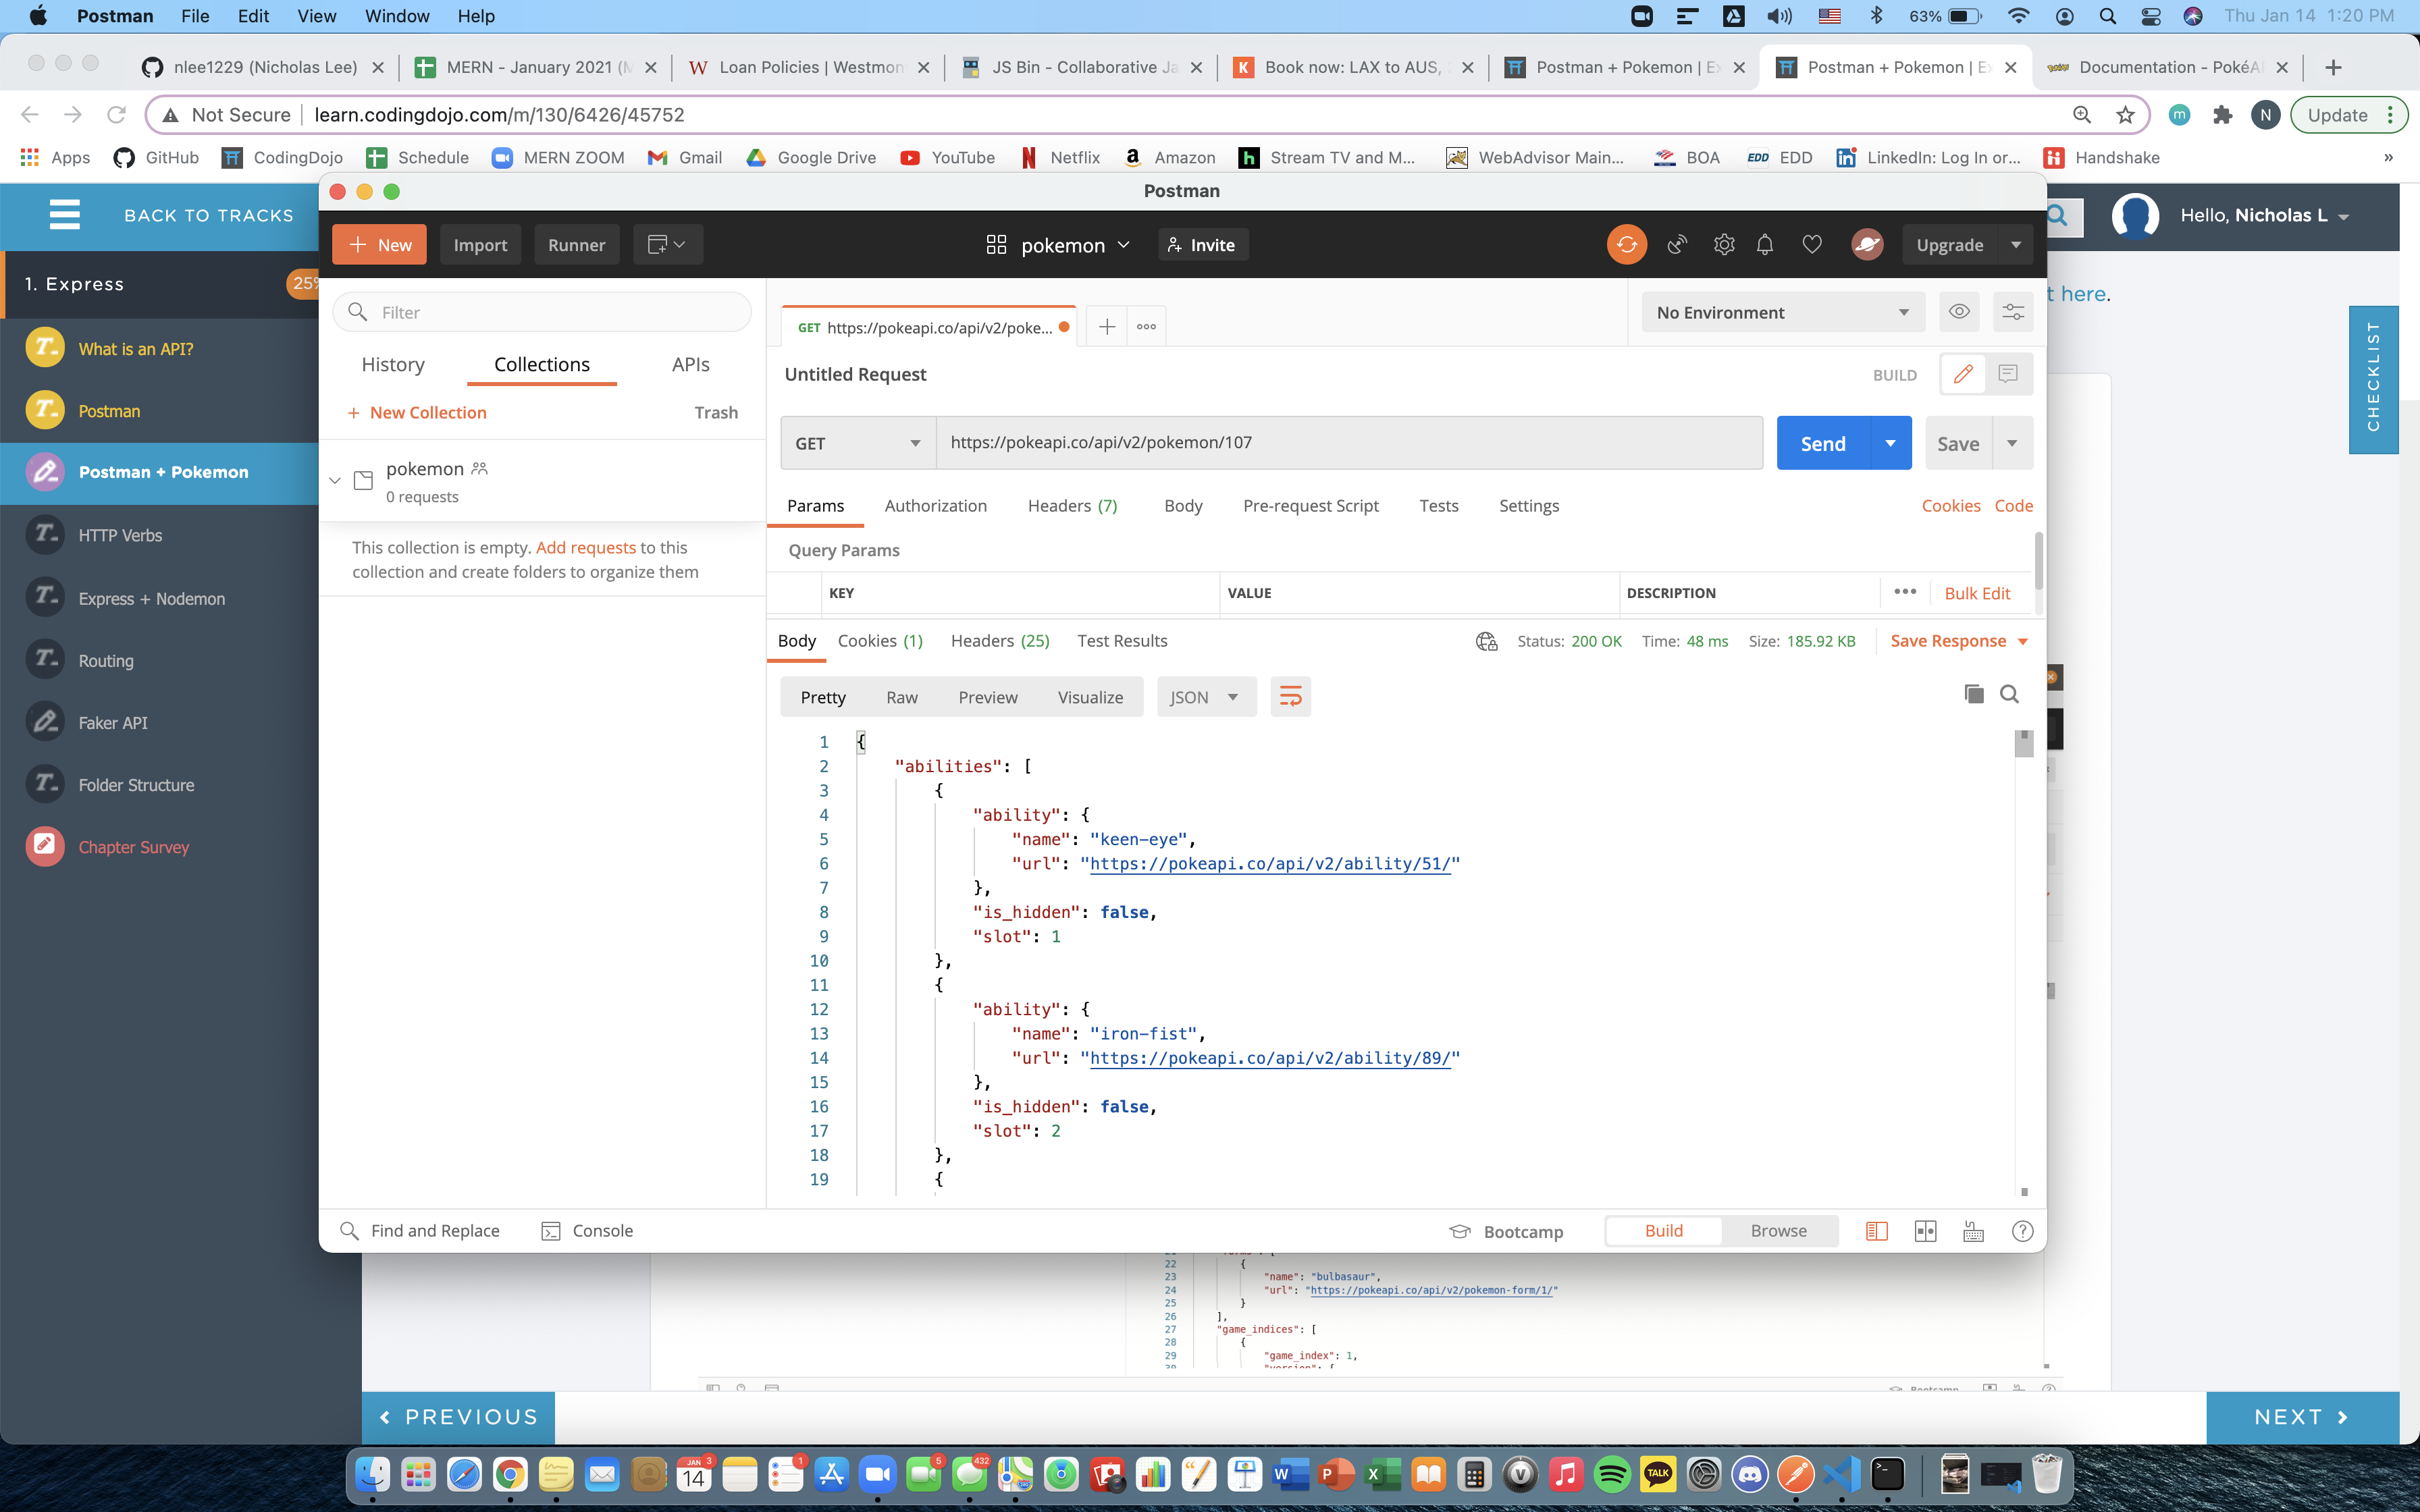 Postman File Edit View Window Help 63% Thu Jan 14 1:20 PM
nlee1229 (Nicholas Lee) MERN - January 2021 (M Loan Policies | Westmon JS Bin - Collaborative Ja Book now: LAX to AUS, Postman + Pokemon | Ex Postman + Pokemon | Ex Documentation - PokéAP
Not Secure learn.codingdojo.com/m/130/6426/45752 m N Update
Apps GitHub CodingDojo Schedule MERN ZOOM Gmail Google Drive YouTube Netflix Amazon Stream TV and M... WebAdvisor Main... BOA EDD EDD LinkedIn: Log In or... Handshake »
Postman
BACK TO TRACKS
Hello, Nicholas L
+ New Import Runner pokemon Invite Upgrade
1. Express 25%
t here.
What is an API?
Postman
Postman + Pokemon
HTTP Verbs
Express + Nodemon
Routing
Faker API
Folder Structure
Chapter Survey
CHECKLIST
Filter
History Collections APIs
+ New Collection Trash
pokemon
0 requests
This collection is empty. Add requests to this
collection and create folders to organize them
GET https://pokeapi.co/api/v2/poke...
No Environment
Untitled Request BUILD
GET https://pokeapi.co/api/v2/pokemon/107 Send Save
Params Authorization Headers (7) Body Pre-request Script Tests Settings Cookies Code
Query Params
KEY VALUE DESCRIPTION Bulk Edit
Body Cookies (1) Headers (25) Test Results Status: 200 OK Time: 48 ms Size: 185.92 KB Save Response
Pretty Raw Preview Visualize JSON
1 {
2 "abilities": [
3 {
4 "ability": {
5 "name": "keen-eye",
6 "url": "https://pokeapi.co/api/v2/ability/51/"
7 },
8 "is_hidden": false,
9 "slot": 1
10 },
11 {
12 "ability": {
13 "name": "iron-fist",
14 "url": "https://pokeapi.co/api/v2/ability/89/"
15 },
16 "is_hidden": false,
17 "slot": 2
18 },
19 {
Find and Replace Console Bootcamp Build Browse
22 {
23 "name": "bulbasaur",
24 "url": "https://pokeapi.co/api/v2/pokemon-form/1/"
25 }
26 ],
27 "game_indices": [
28 {
29 "game_index": 1,
PREVIOUS NEXT
JAN 14 3 1 5 432 W P X V TALK